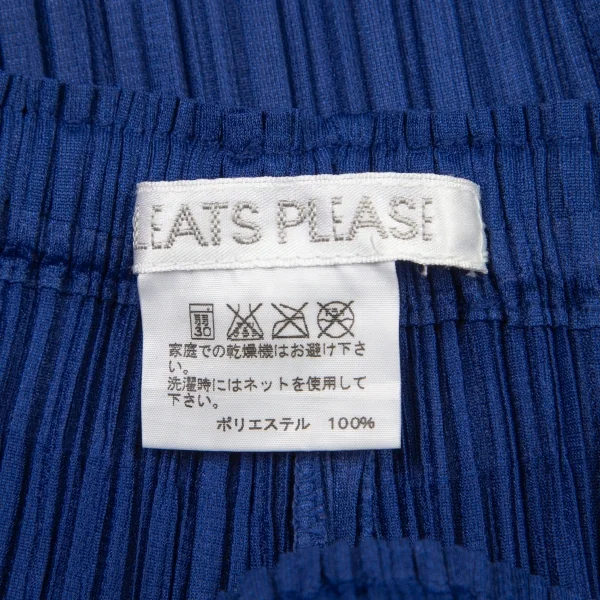 LEATS PLEASE
弱
30
家庭での乾燥機はお避け下さ
い。
洗濯時にはネットを使用して
下さい。
ポリエステル 100%